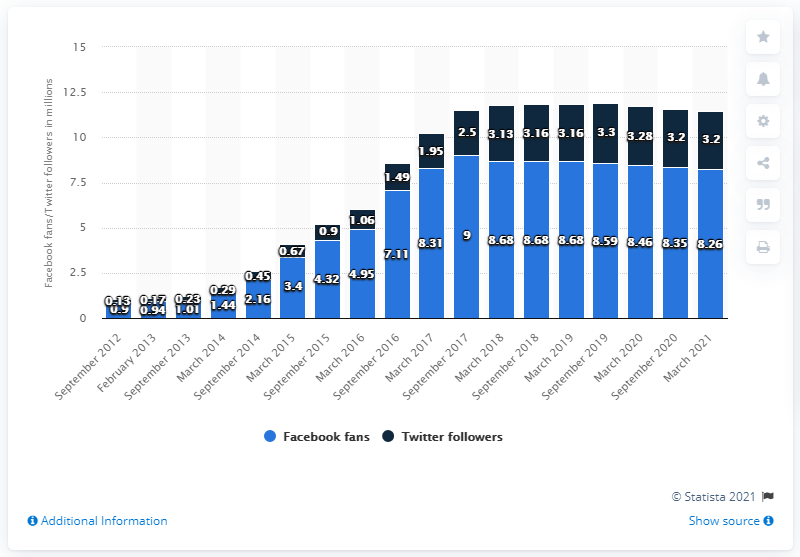 Facebook fans/Twitter followers in millions
15
12.5
10
7.5
5
2.5
0
0.13 0.17 0.23 0.29 0.45 0.67 0.9 1.06 1.49 1.95 2.5 3.13 3.16 3.16 3.3 3.28 3.2 3.2
0.9 0.94 1.01 1.44 2.16 3.4 4.32 4.95 7.11 8.31 9 8.68 8.68 8.68 8.59 8.46 8.35 8.26
September 2012
February 2013
September 2013
March 2014
September 2014
March 2015
September 2015
March 2016
September 2016
March 2017
September 2017
March 2018
September 2018
March 2019
September 2019
March 2020
September 2020
March 2021
Facebook fans Twitter followers
© Statista 2021
Additional Information Show source